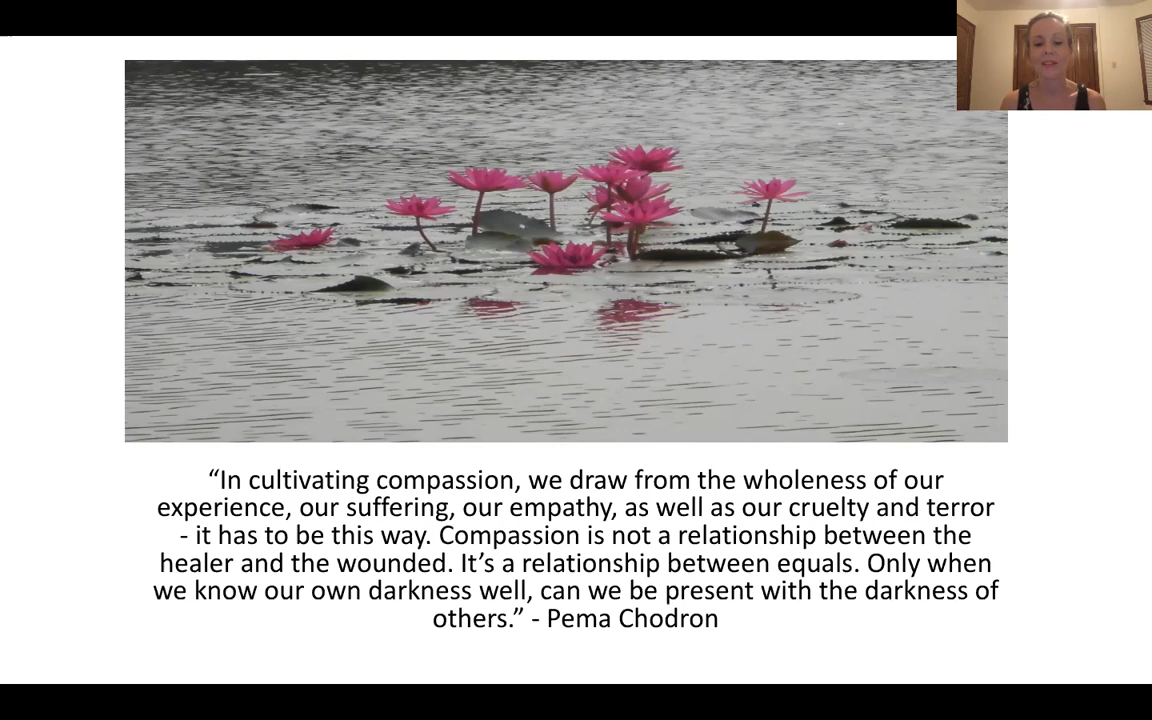 “In cultivating compassion, we draw from the wholeness of our
experience, our suffering, our empathy, as well as our cruelty and terror
- it has to be this way. Compassion is not a relationship between the
healer and the wounded. It’s a relationship between equals. Only when
we know our own darkness well, can we be present with the darkness of
others.” - Pema Chodron